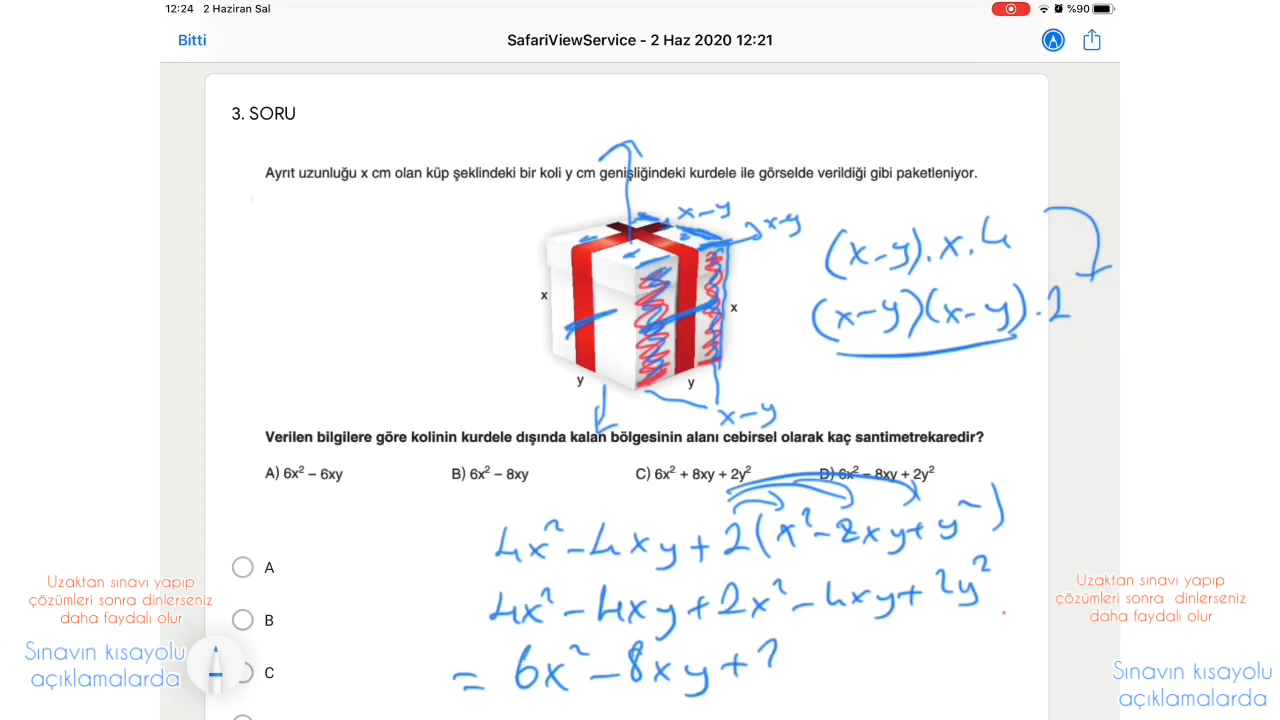 12:24 2 Haziran Sal
%90
Bitti
SafariViewService - 2 Haz 2020 12:21
3. SORU
Ayrıt uzunluğu x cm olan küp şeklindeki bir koli y cm genişliğindeki kurdele ile görselde verildiği gibi paketleniyor.
x-y
x-y
(x-y).x.4
(x-y)(x-y).2
x
x
y
y
x-y
Verilen bilgilere göre kolinin kurdele dışında kalan bölgesinin alanı cebirsel olarak kaç santimetrekaredir?
A) 6x² – 6xy
B) 6x² – 8xy
C) 6x² + 8xy + 2y²
D) 6x² – 8xy + 2y²
4x² - 4xy + 2(x² - 2xy + y²)
4x² - 4xy + 2x² - 4xy + 2y²
= 6x² - 8xy + 2
A
B
C
Uzaktan sınavı yapıp
çözümleri sonra dinlerseniz
daha faydalı olur
Sınavın kısayolu
açıklamalarda
Uzaktan sınavı yapıp
çözümleri sonra dinlerseniz
daha faydalı olur
Sınavın kısayolu
açıklamalarda